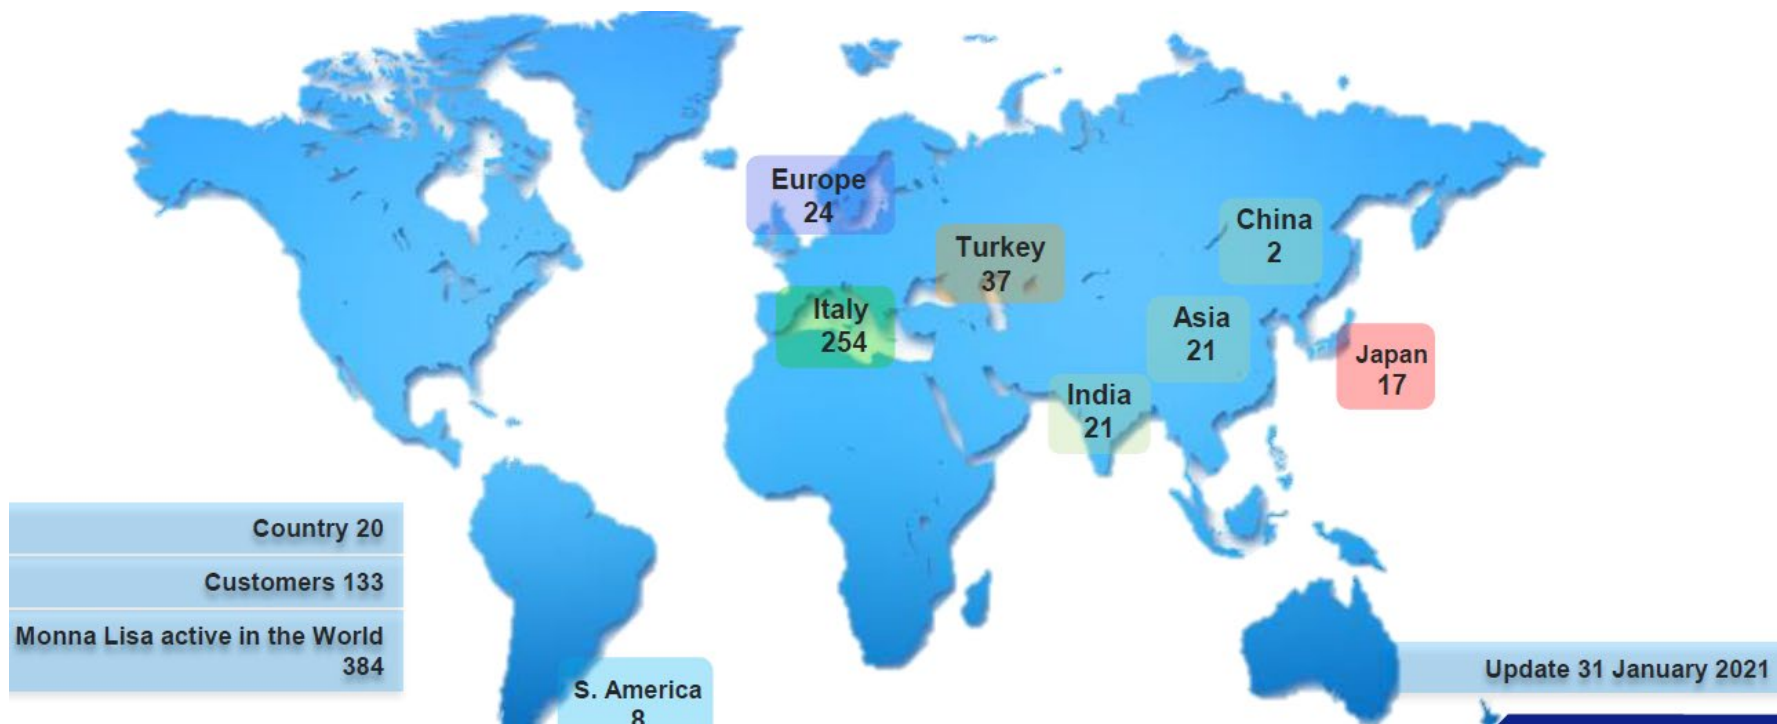 Europe
24
China
2
Turkey
37
Italy
254
Asia
21
Japan
17
India
21
Country 20
Customers 133
Monna Lisa active in the World
384
S. America
8
Update 31 January 2021